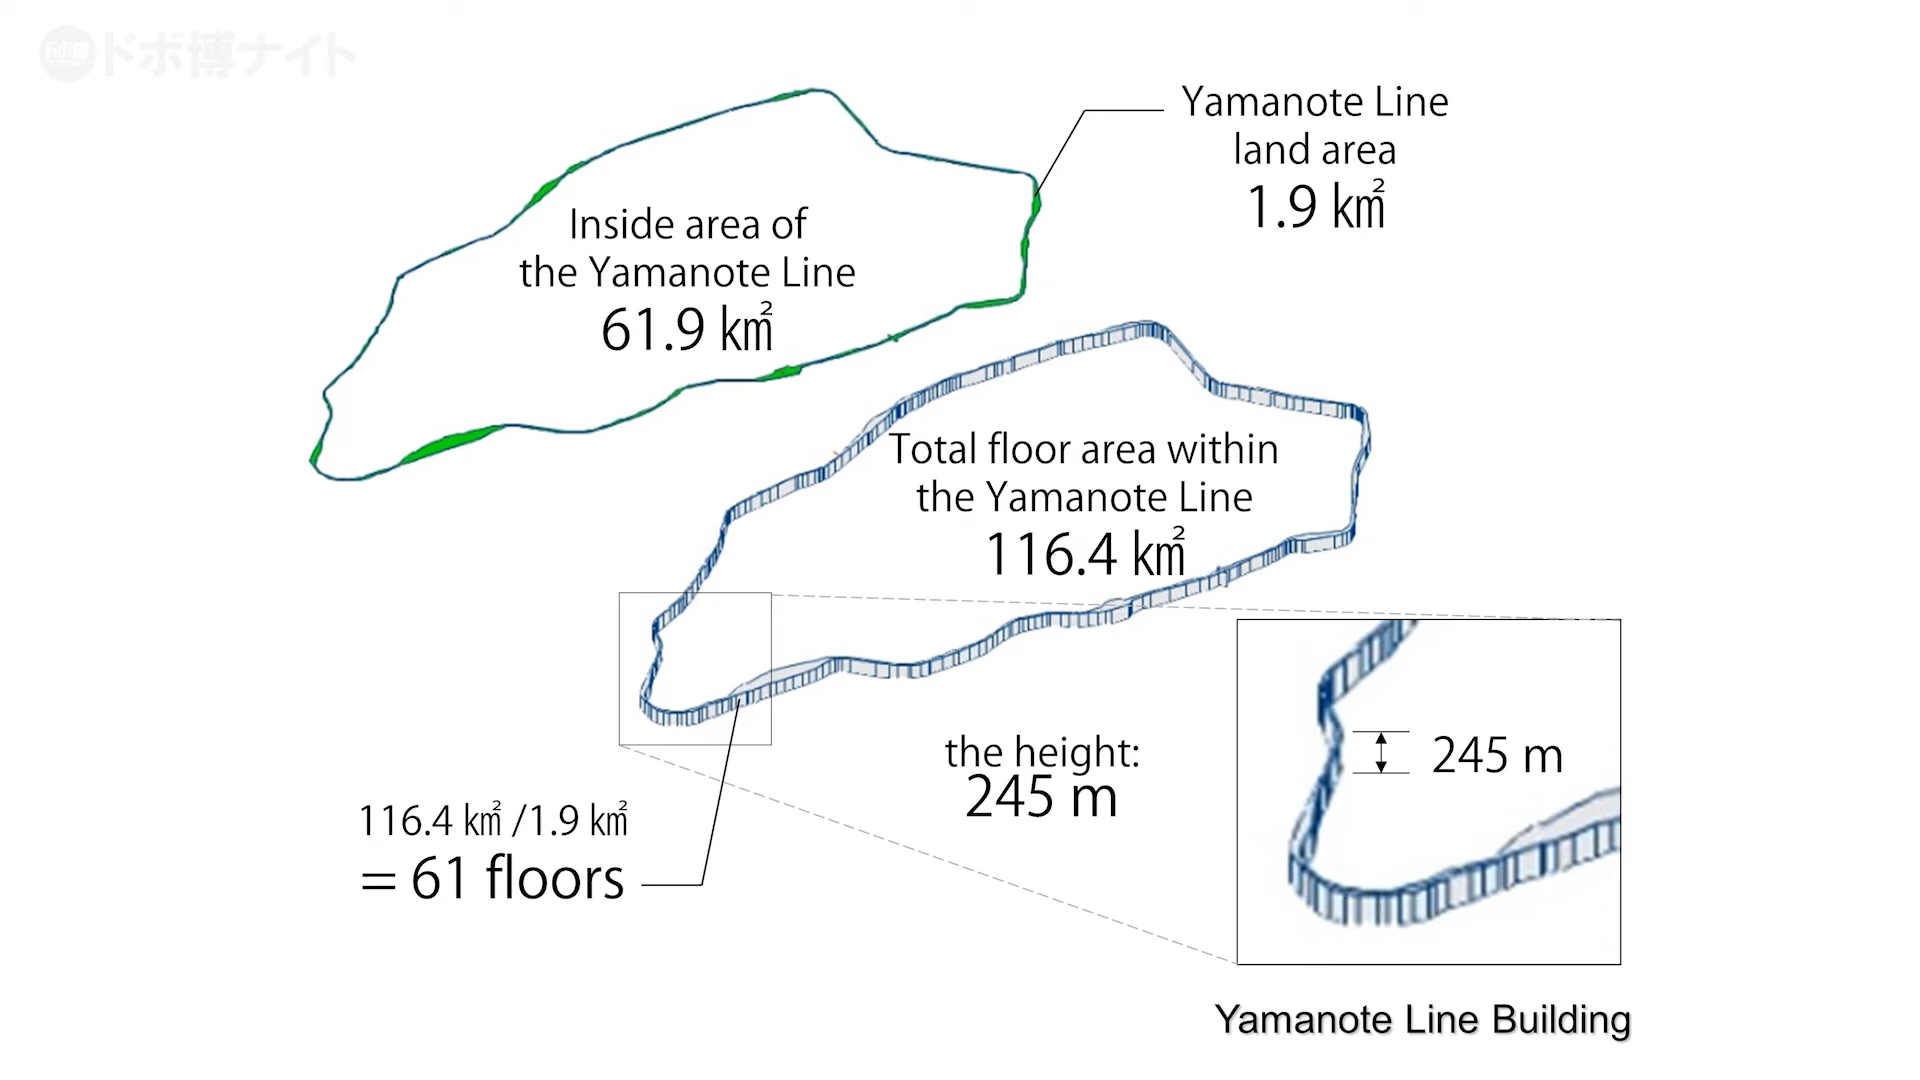 ドボ博ナイト
Yamanote Line
land area
1.9 k㎡
Inside area of
the Yamanote Line
61.9 k㎡
Total floor area within
the Yamanote Line
116.4 k㎡
the height:
245 m
245 m
116.4 k㎡ /1.9 k㎡
= 61 floors
Yamanote Line Building